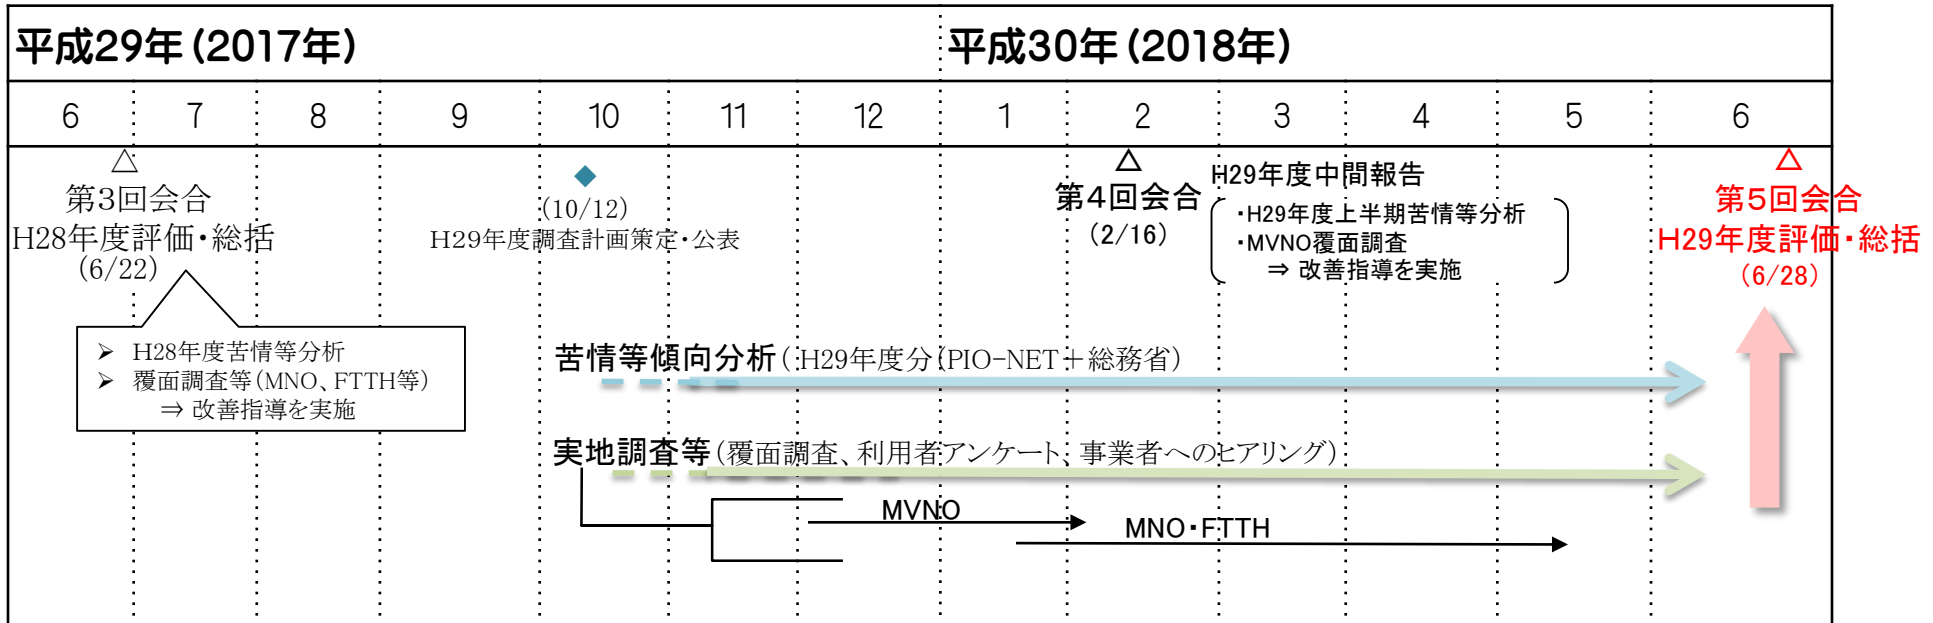 平成29年（2017年）
平成30年（2018年）
6 7 8 9 10 11 12 1 2 3 4 5 6
△
第3回会合
H28年度評価・総括
（6/22）
➢ H28年度苦情等分析
➢ 覆面調査等（MNO、FTTH等）
⇒ 改善指導を実施
◆
（10/12）
H29年度調査計画策定・公表
△
第4回会合
（2/16）
H29年度中間報告
・H29年度上半期苦情等分析
・MVNO覆面調査
⇒ 改善指導を実施
△
第5回会合
H29年度評価・総括
（6/28）
苦情等傾向分析（H29年度分（PIO-NET＋総務省）
実地調査等（覆面調査、利用者アンケート、事業者へのヒアリング）
MVNO
MNO・FTTH